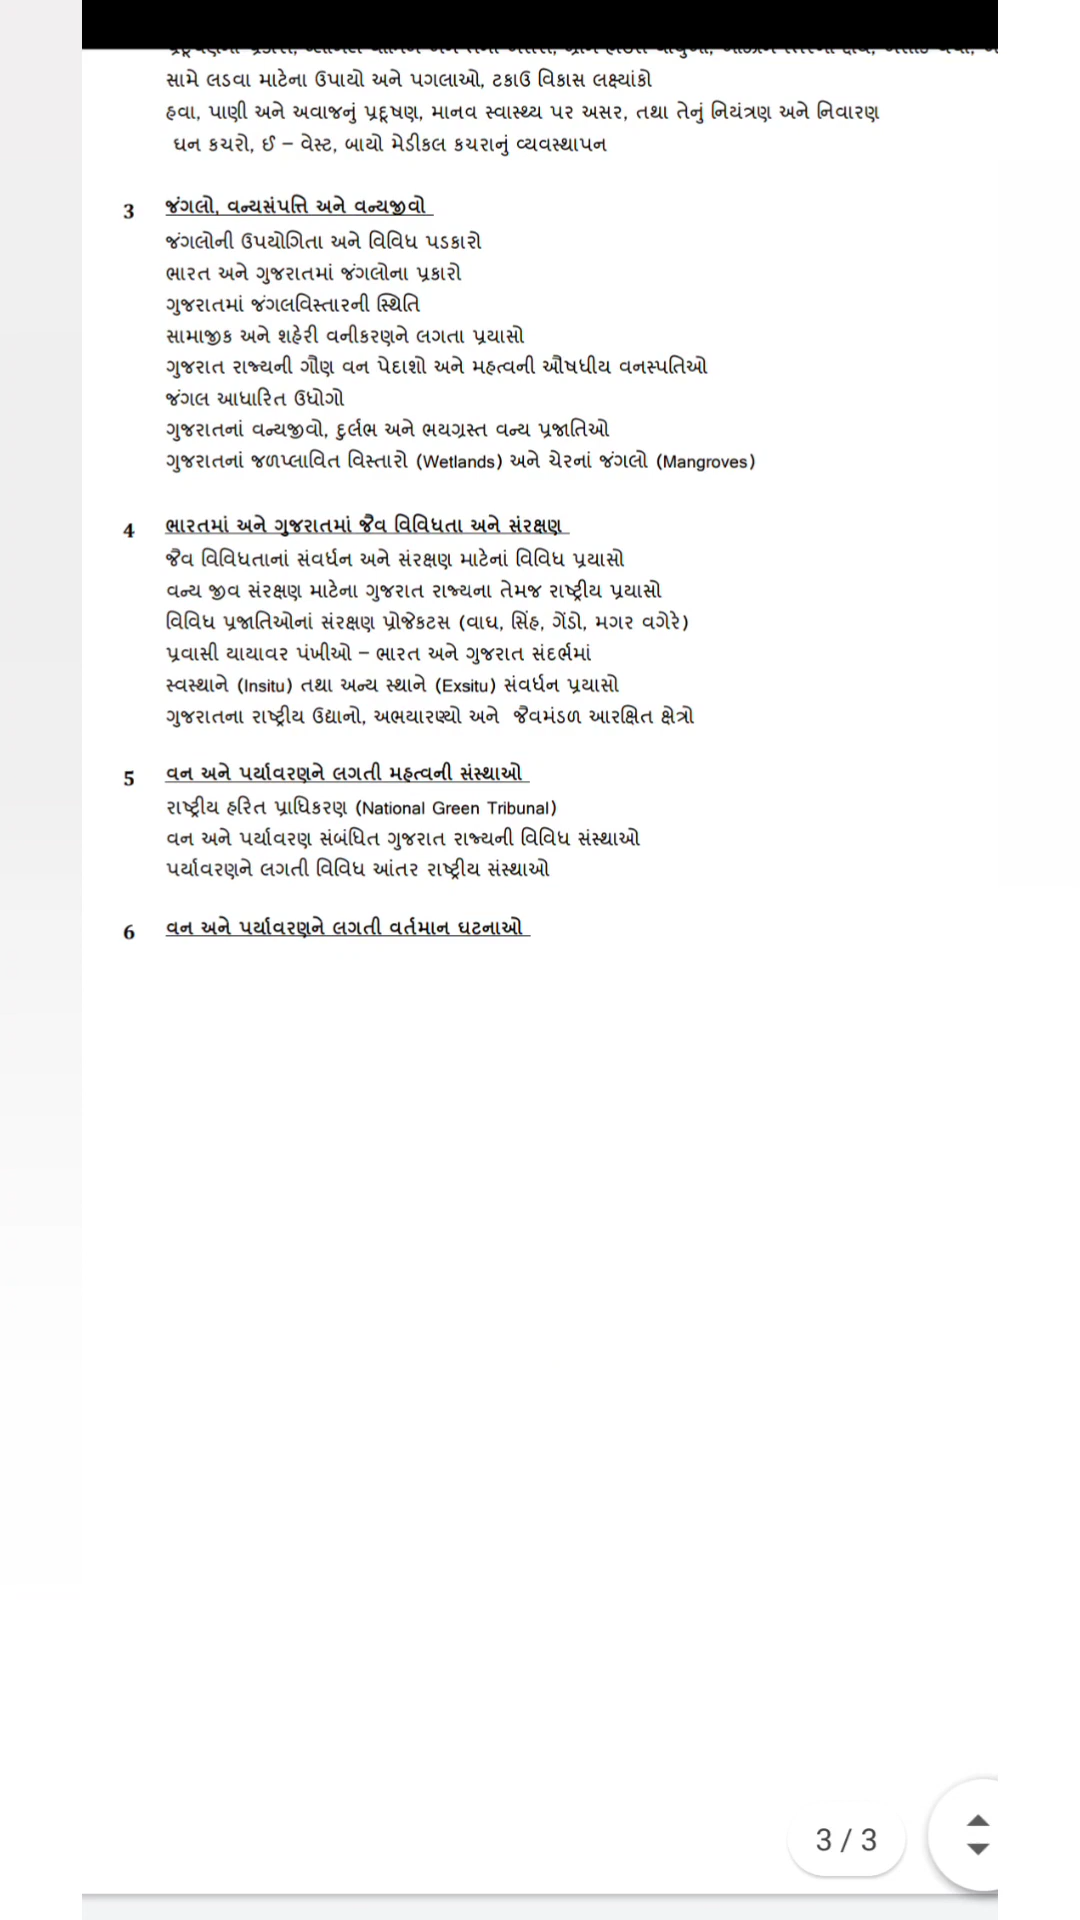 સામે લડવા માટેના ઉપાયો અને પગલાઓ, ટકાઉ વિકાસ લક્ષ્યાંકો
હવા, પાણી અને અવાજનું પ્રદૂષણ, માનવ સ્વાસ્થ્ય પર અસર, તથા તેનું નિયંત્રણ અને નિવારણ
ઘન કચરો, ઈ – વેસ્ટ, બાયો મેડીકલ કચરાનું વ્યવસ્થાપન
3 જંગલો, વન્યસંપત્તિ અને વન્યજીવો
જંગલોની ઉપયોગિતા અને વિવિધ પડકારો
ભારત અને ગુજરાતમાં જંગલોના પ્રકારો
ગુજરાતમાં જંગલવિસ્તારની સ્થિતિ
સામાજીક અને શહેરી વનીકરણને લગતા પ્રયાસો
ગુજરાત રાજ્યની ગૌણ વન પેદાશો અને મહત્વની ઔષધીય વનસ્પતિઓ
જંગલ આધારિત ઉધોગો
ગુજરાતનાં વન્યજીવો, દુર્લભ અને ભયગ્રસ્ત વન્ય પ્રજાતિઓ
ગુજરાતનાં જળપ્લાવિત વિસ્તારો (Wetlands) અને ચેરનાં જંગલો (Mangroves)
4 ભારતમાં અને ગુજરાતમાં જૈવ વિવિધતા અને સંરક્ષણ
જૈવ વિવિધતાનાં સંવર્ધન અને સંરક્ષણ માટેનાં વિવિધ પ્રયાસો
વન્ય જીવ સંરક્ષણ માટેના ગુજરાત રાજ્યના તેમજ રાષ્ટ્રીય પ્રયાસો
વિવિધ પ્રજાતિઓનાં સંરક્ષણ પ્રોજેકટસ (વાઘ, સિંહ, ગેંડો, મગર વગેરે)
પ્રવાસી યાયાવર પંખીઓ – ભારત અને ગુજરાત સંદર્ભમાં
સ્વસ્થાને (Insitu) તથા અન્ય સ્થાને (Exsitu) સંવર્ધન પ્રયાસો
ગુજરાતના રાષ્ટ્રીય ઉદ્યાનો, અભયારણ્યો અને જૈવમંડળ આરક્ષિત ક્ષેત્રો
5 વન અને પર્યાવરણને લગતી મહત્વની સંસ્થાઓ
રાષ્ટ્રીય હરિત પ્રાધિકરણ (National Green Tribunal)
વન અને પર્યાવરણ સંબંધિત ગુજરાત રાજ્યની વિવિધ સંસ્થાઓ
પર્યાવરણને લગતી વિવિધ આંતર રાષ્ટ્રીય સંસ્થાઓ
6 વન અને પર્યાવરણને લગતી વર્તમાન ઘટનાઓ
3 / 3